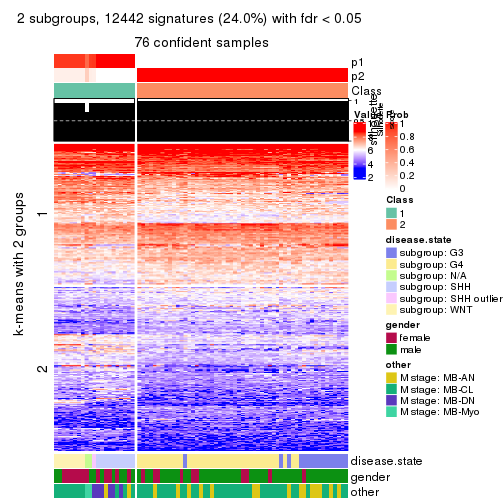 2 subgroups, 12442 signatures (24.0%) with fdr < 0.05
76 confident samples
p1
p2
Class
1
silhouette
score
Value
Prob
6
4
2
1
0.8
0.6
0.4
0.2
0
k-means with 2 groups
1
2
Class
1
2
disease.state
subgroup: G3
subgroup: G4
subgroup: N/A
subgroup: SHH
subgroup: SHH outlier
subgroup: WNT
gender
female
male
other
M stage: MB-AN
M stage: MB-CL
M stage: MB-DN
M stage: MB-Myo
disease.state
gender
other